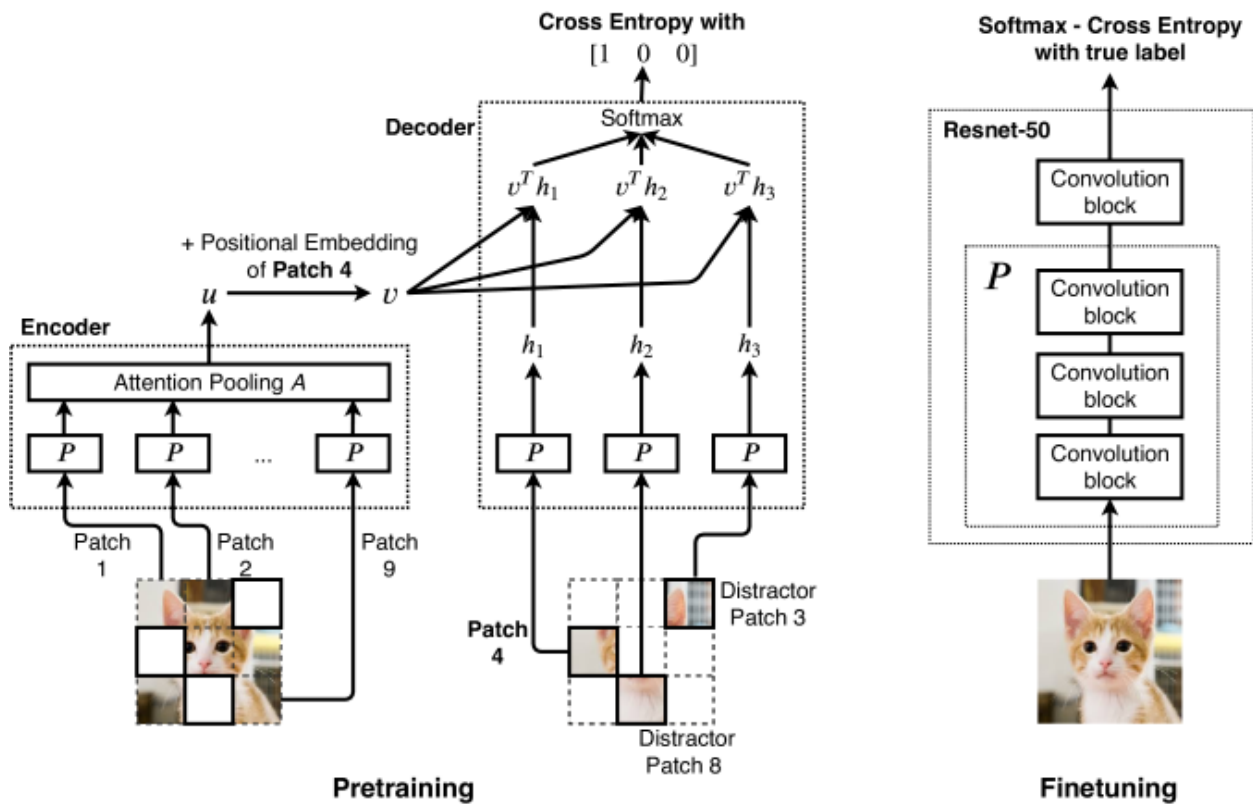 Cross Entropy with
[1 0 0]
Decoder
Softmax
v^T h_1
v^T h_2
v^T h_3
+ Positional Embedding
of Patch 4
u
v
Encoder
Attention Pooling A
P
P
...
P
h_1
h_2
h_3
P
P
P
Patch
1
Patch
2
Patch
9
Patch
4
Distractor
Patch 3
Distractor
Patch 8
Pretraining
Softmax - Cross Entropy
with true label
Resnet-50
Convolution
block
P
Convolution
block
Convolution
block
Convolution
block
Finetuning